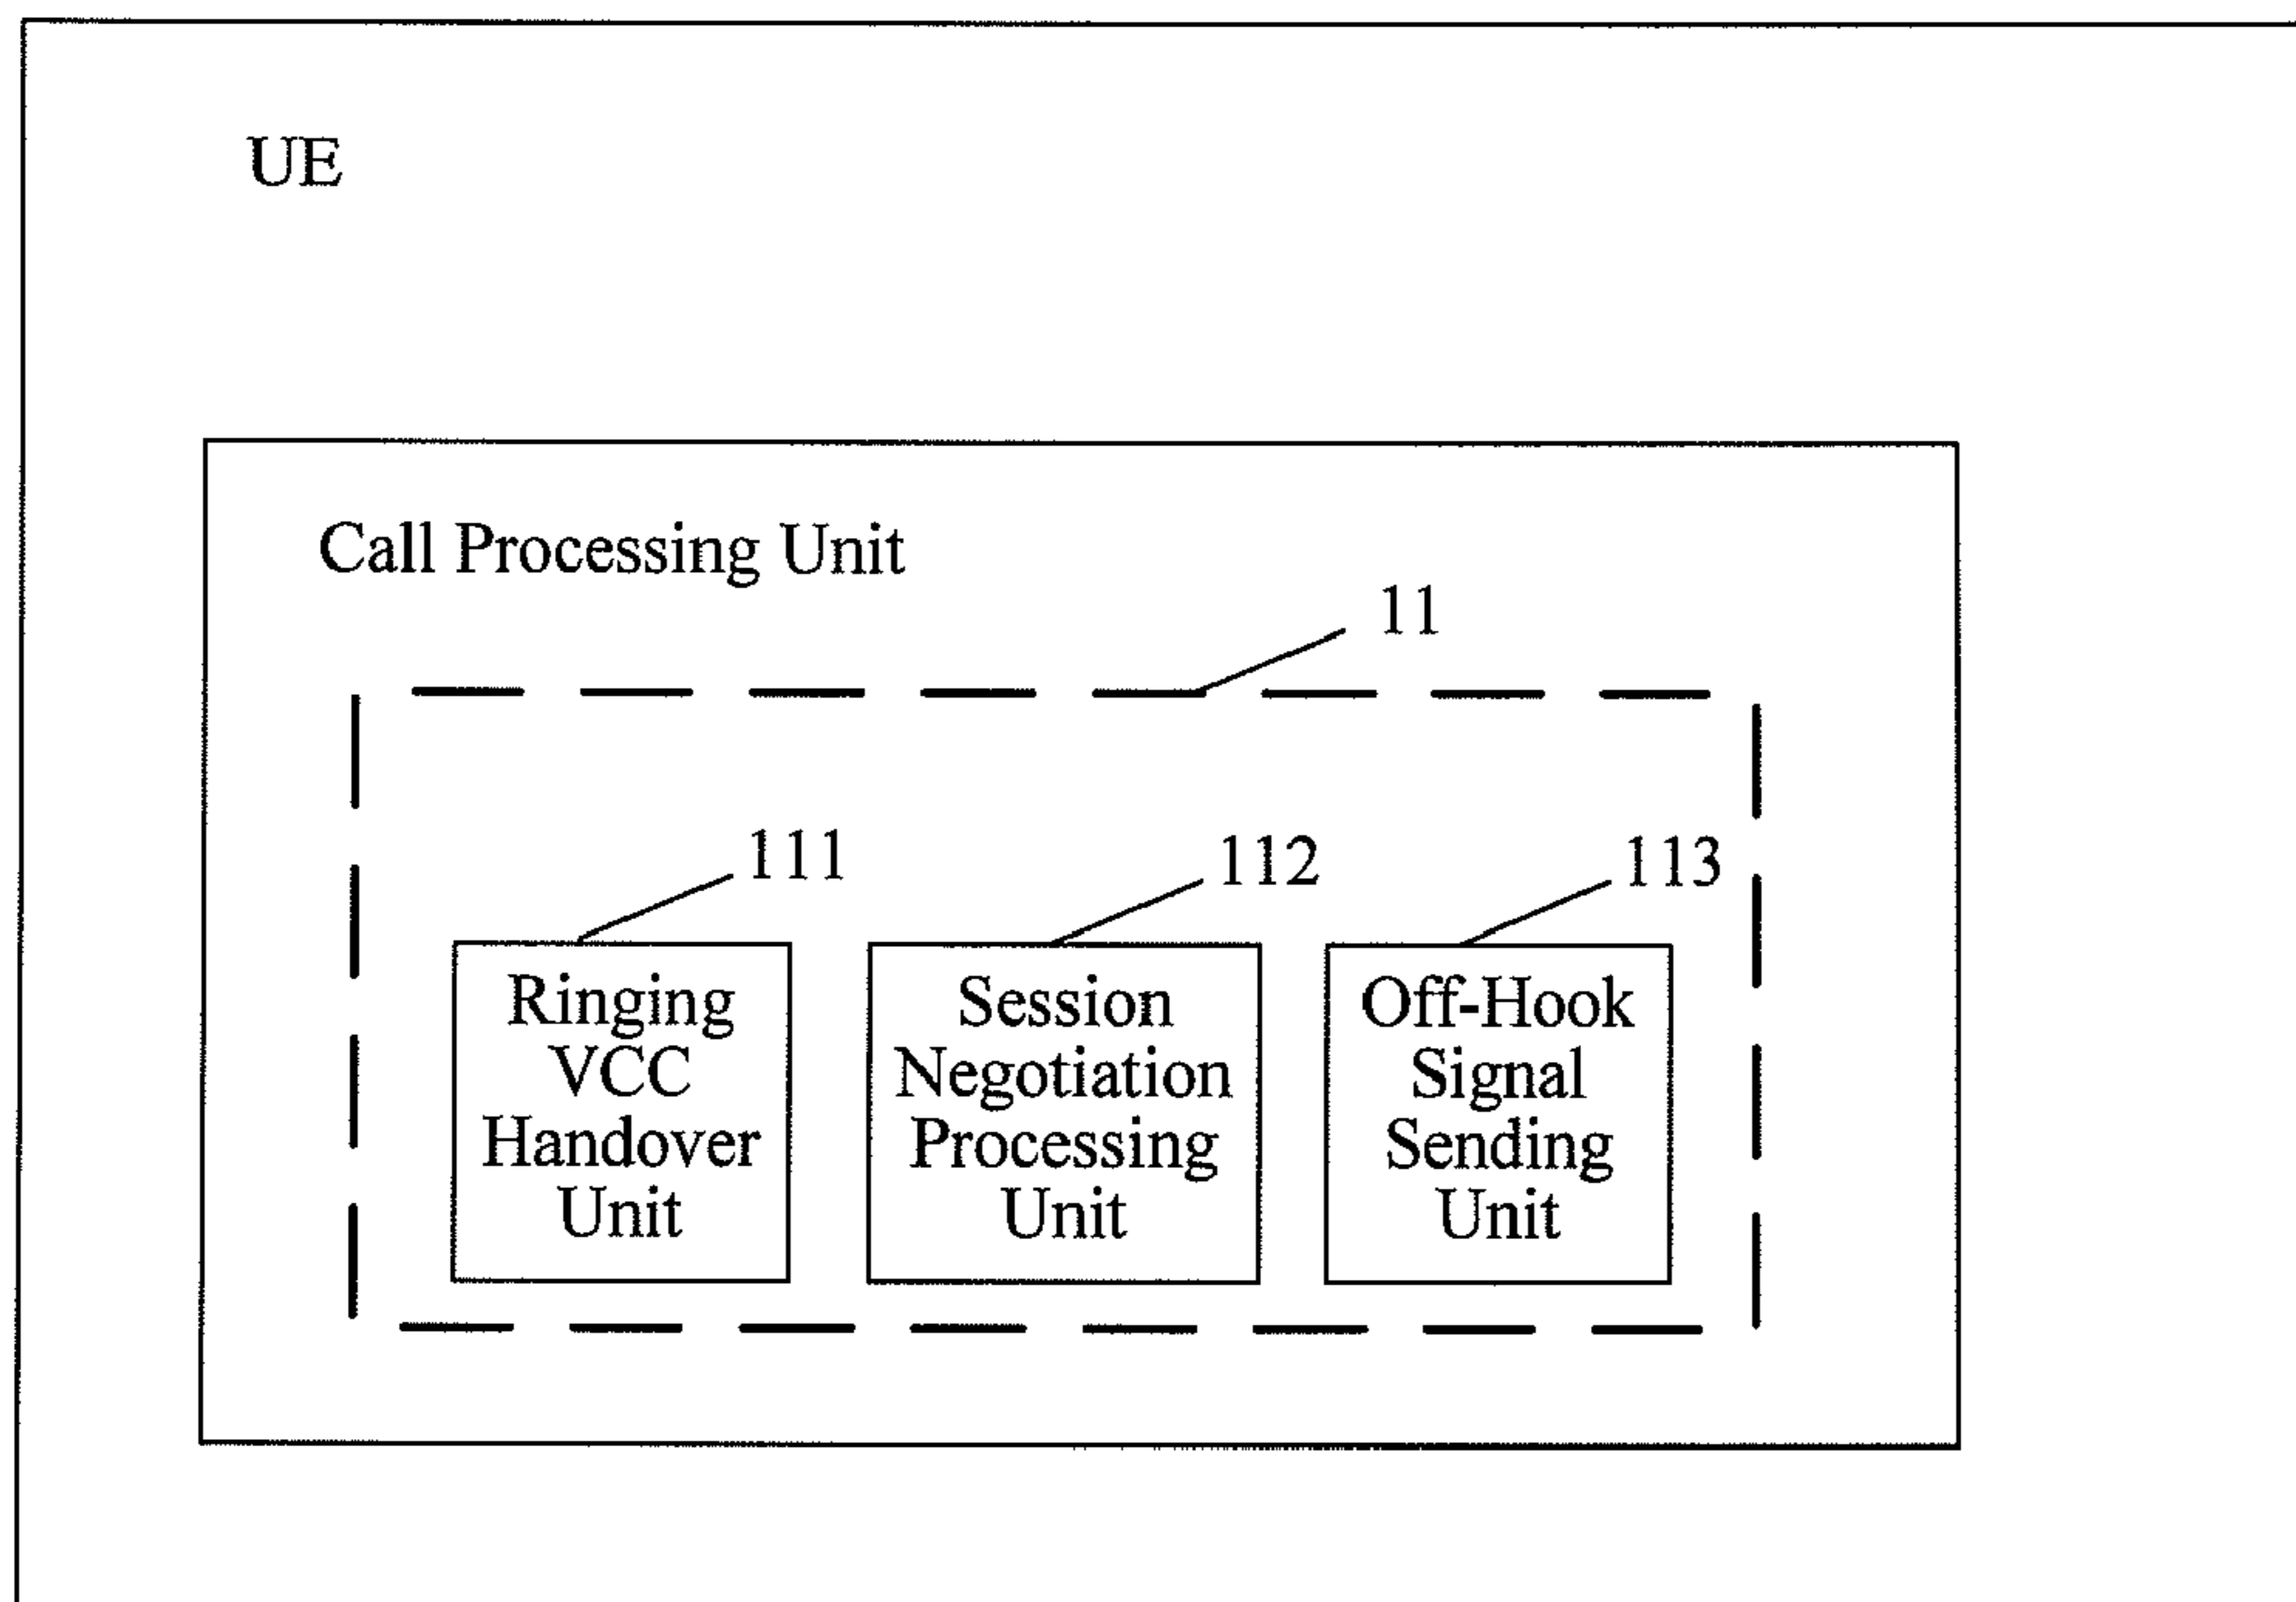 UE
Call Processing Unit
11
111
112
113
Ringing
VCC
Handover
Unit
Session
Negotiation
Processing
Unit
Off-Hook
Signal
Sending
Unit